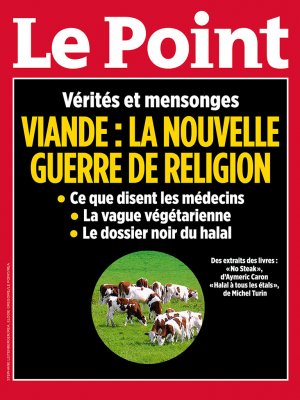 Le Point
Vérités et mensonges
VIANDE : LA NOUVELLE
GUERRE DE RELIGION
• Ce que disent les médecins
• La vague végétarienne
• Le dossier noir du halal
Des extraits des livres :
« No Steak »,
d'Aymeric Caron
« Halal à tous les étals »,
de Michel Turin